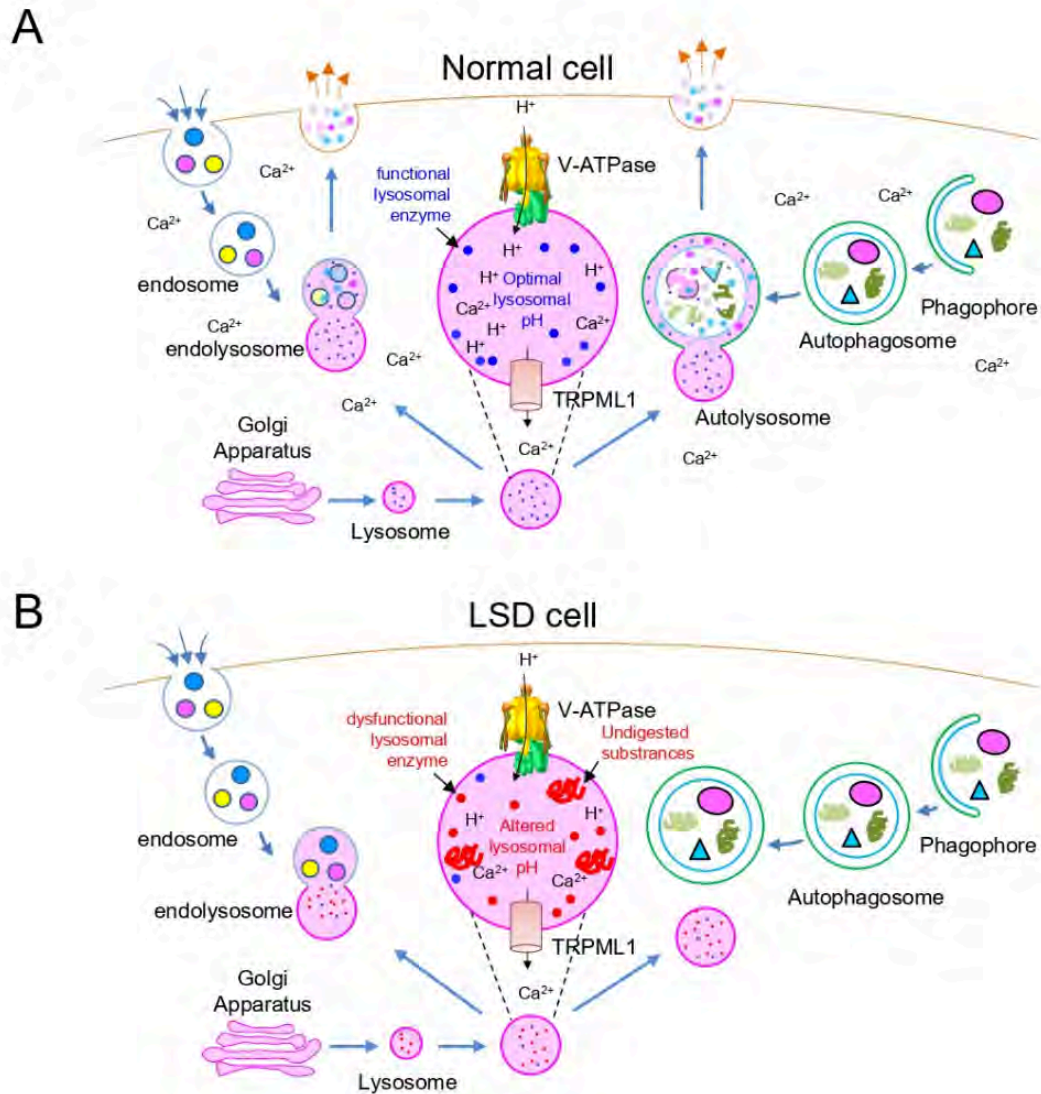 A
Normal cell
H⁺
V-ATPase
functional
lysosomal
enzyme
Ca²⁺
Ca²⁺
Ca²⁺
Ca²⁺
H⁺
endosome
H⁺
Optimal
lysosomal
pH
H⁺
Ca²⁺
H⁺
Ca²⁺
H⁺
Phagophore
Autophagosome
Ca²⁺
endolysosome
Ca²⁺
Ca²⁺
Ca²⁺
TRPML1
Autolysosome
Ca²⁺
Ca²⁺
Golgi
Apparatus
Lysosome
B
LSD cell
H⁺
V-ATPase
dysfunctional
lysosomal
enzyme
Undigested
substrances
H⁺
H⁺
Altered
lysosomal
pH
Ca²⁺
Ca²⁺
endosome
Phagophore
Autophagosome
endolysosome
TRPML1
Ca²⁺
Golgi
Apparatus
Lysosome